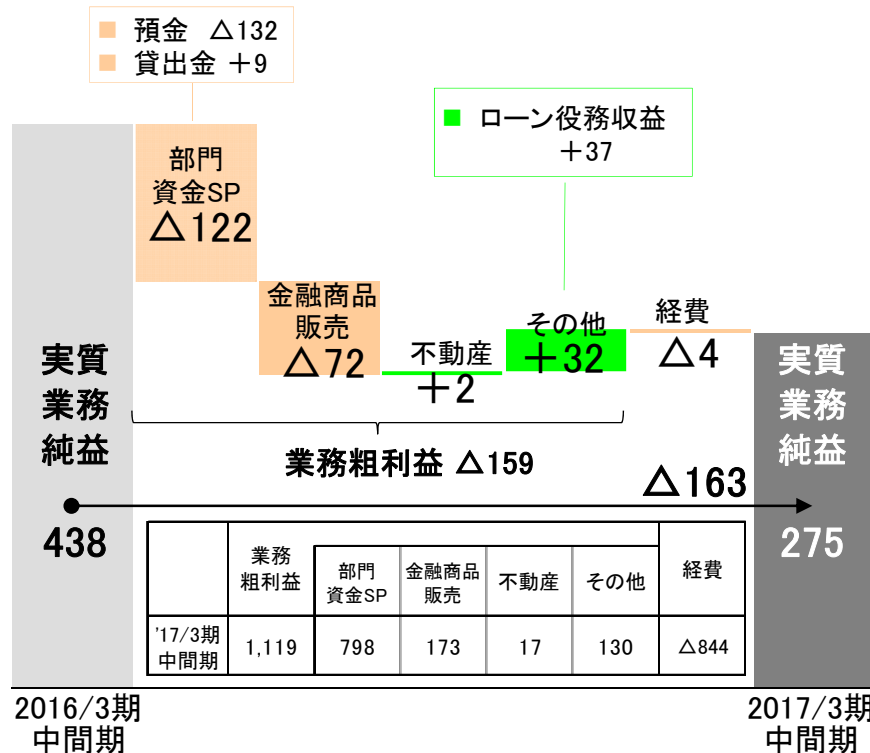 ■ 預金 △132
■ 貸出金 ＋9
■ ローン役務収益
＋37
部門
資金SP
△122
金融商品
販売
△72
不動産
＋2
その他
＋32
経費
△4
実質
業務
純益
438
業務粗利益 △159
△163
実質
業務
純益
275
業務
粗利益
部門
資金SP
金融商品
販売
不動産
その他
経費
'17/3期
中間期
1,119
798
173
17
130
△844
2016/3期
中間期
2017/3期
中間期